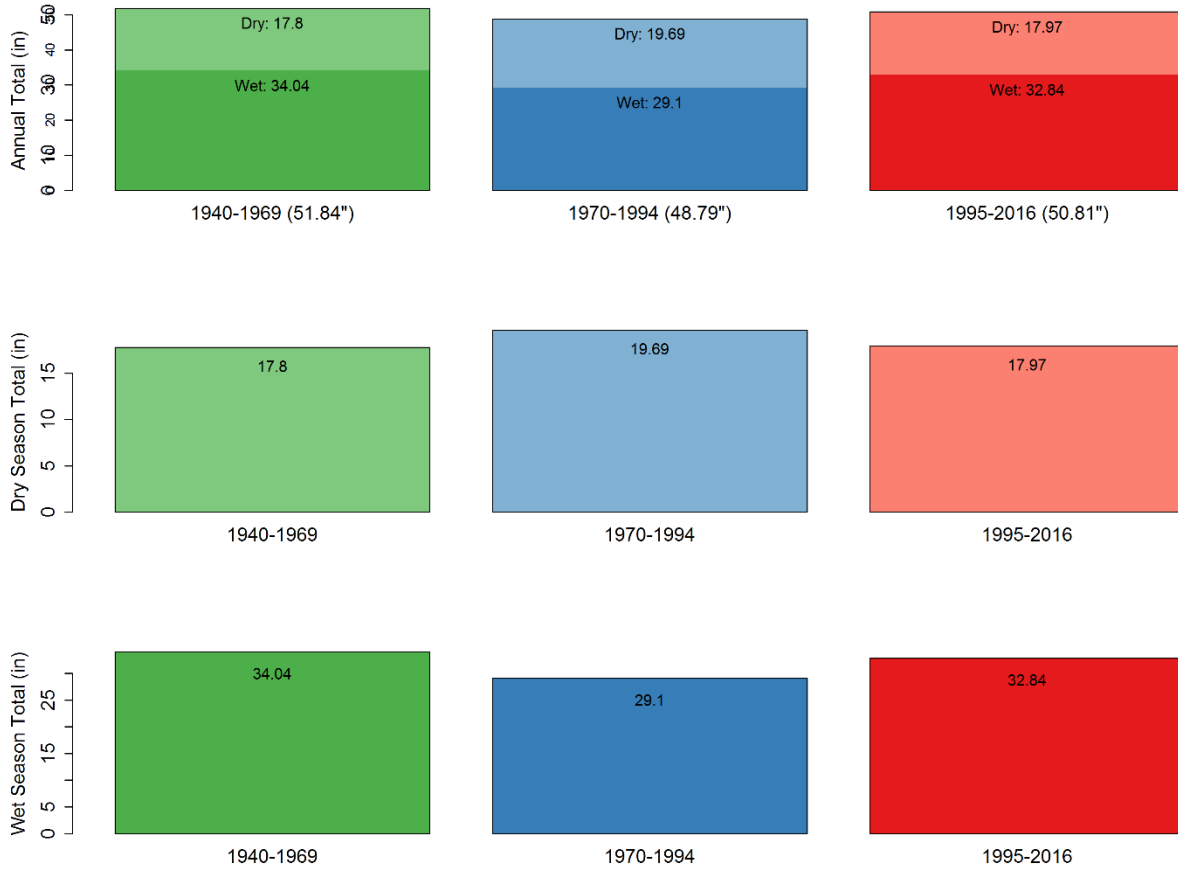 Annual Total (in)
0 10 20 30 40 50
Dry: 17.8
Wet: 34.04
Dry: 19.69
Wet: 29.1
Dry: 17.97
Wet: 32.84
1940-1969 (51.84")
1970-1994 (48.79")
1995-2016 (50.81")
Dry Season Total (in)
0 5 10 15
17.8
19.69
17.97
1940-1969
1970-1994
1995-2016
Wet Season Total (in)
0 5 15 25
34.04
29.1
32.84
1940-1969
1970-1994
1995-2016